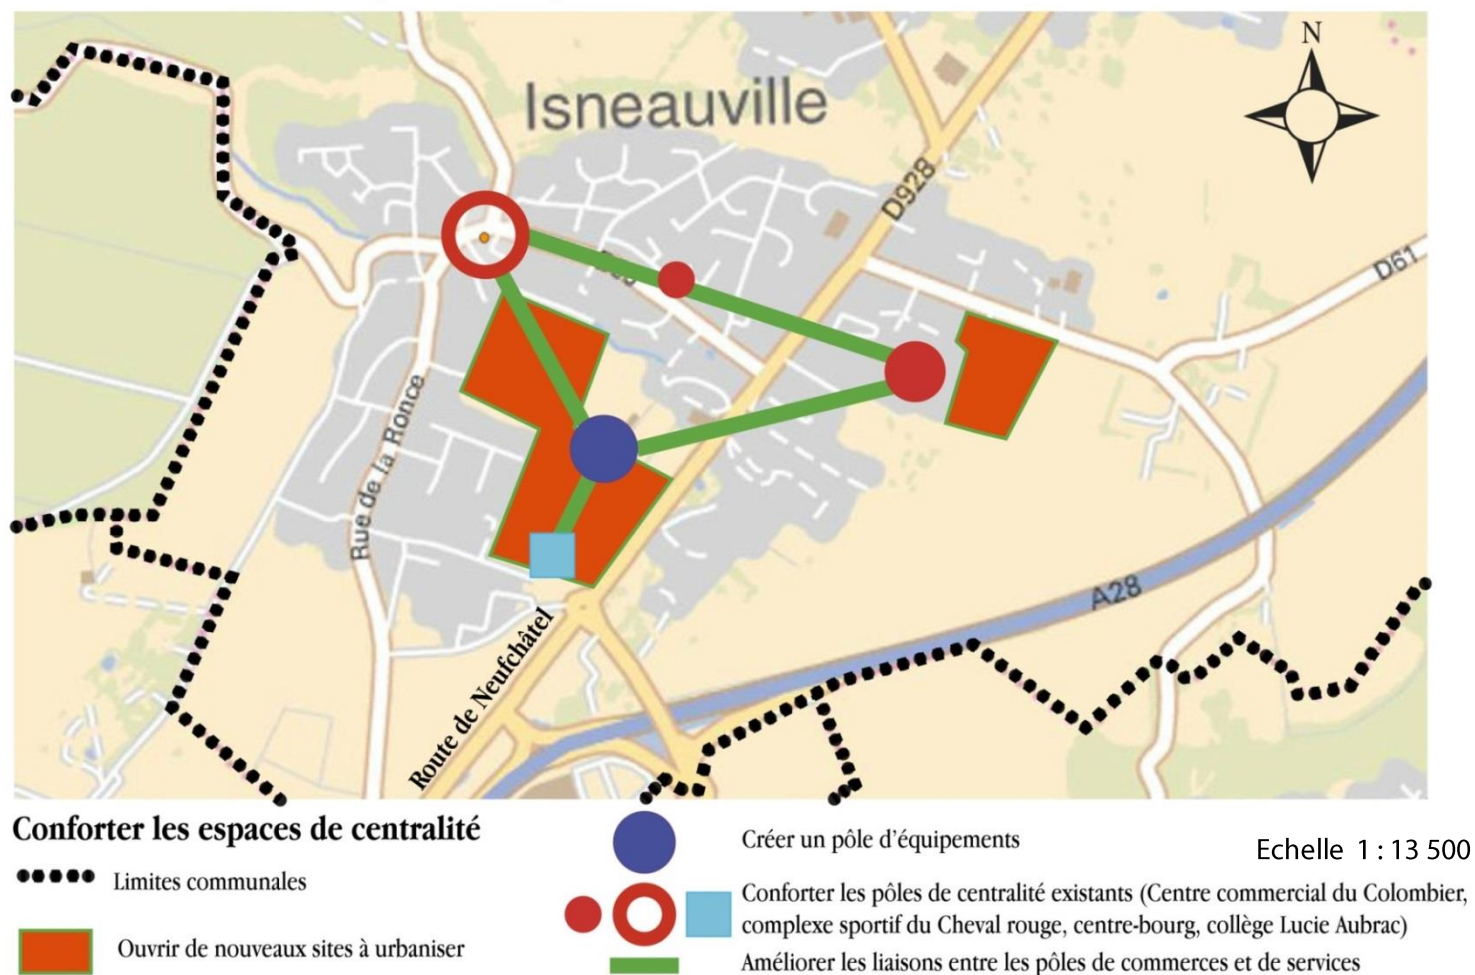 N
Isneauville
D928
D61
Rue de la Ronce
A28
Route de Neufchâtel
Conforter les espaces de centralité
Limites communales
Ouvrir de nouveaux sites à urbaniser
Créer un pôle d'équipements
Echelle 1 : 13 500
Conforter les pôles de centralité existants (Centre commercial du Colombier,
complexe sportif du Cheval rouge, centre-bourg, collège Lucie Aubrac)
Améliorer les liaisons entre les pôles de commerces et de services